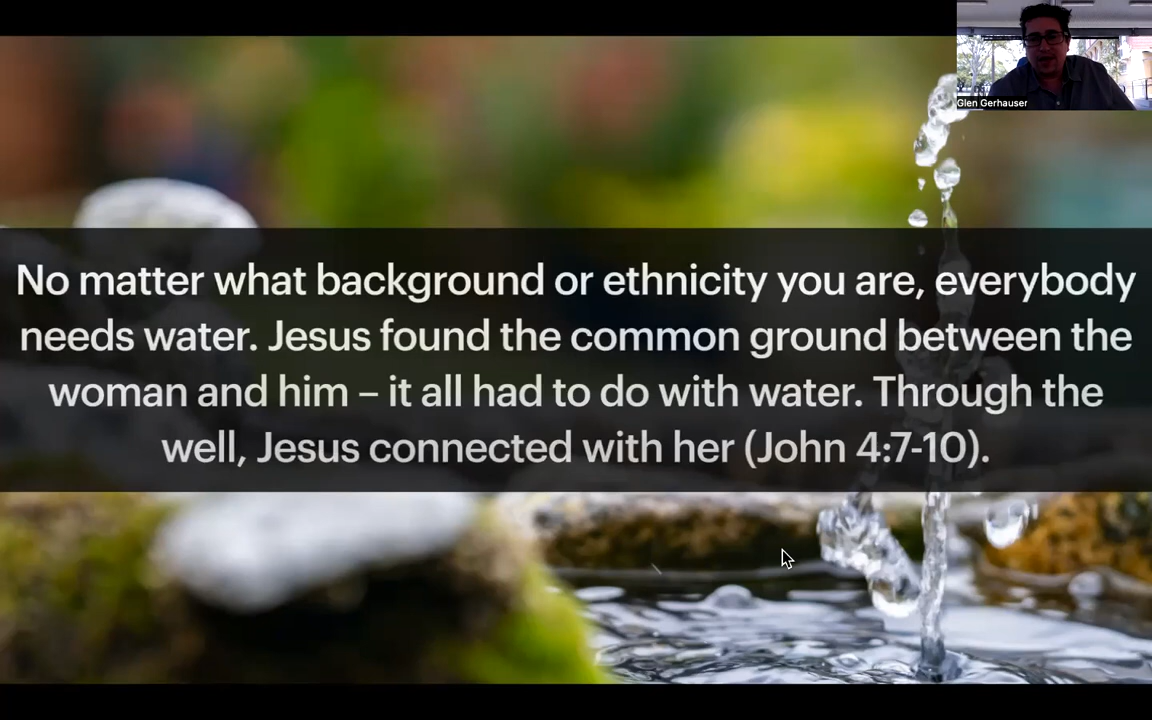 Glen Gerhauser
No matter what background or ethnicity you are, everybody
needs water. Jesus found the common ground between the
woman and him – it all had to do with water. Through the
well, Jesus connected with her (John 4:7-10).